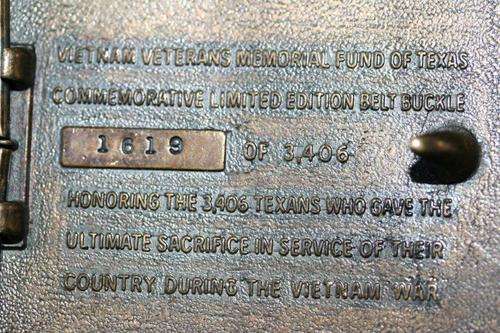 VIETNAM VETERANS MEMORIAL FUND OF TEXAS
COMMEMORATIVE LIMITED EDITION BELT BUCKLE
1619 OF 3,406
HONORING THE 3,406 TEXANS WHO GAVE THE
ULTIMATE SACRIFICE IN SERVICE OF THEIR
COUNTRY DURING THE VIETNAM WAR